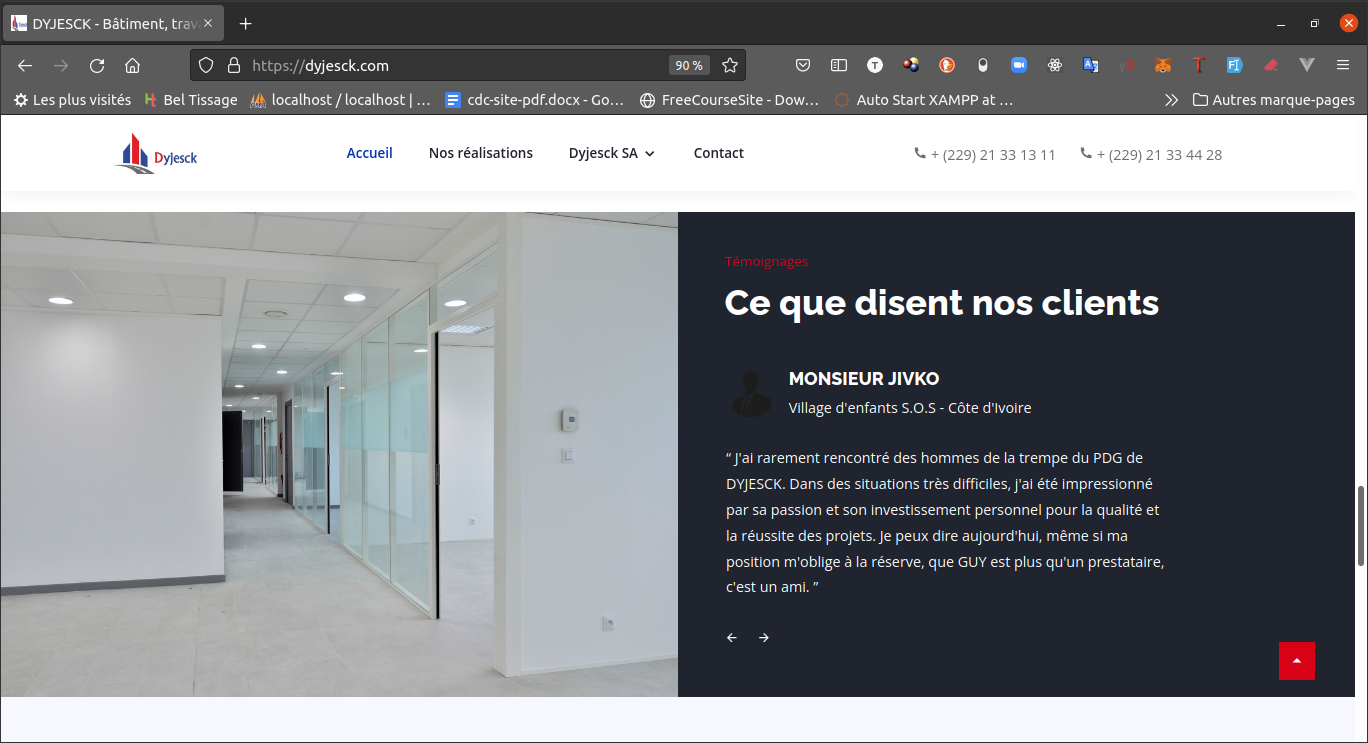 DYJESCK - Bâtiment, trav
https://dyjesck.com
90 %
Les plus visités
Bel Tissage
localhost / localhost | ...
cdc-site-pdf.docx - Go...
FreeCourseSite - Dow...
Auto Start XAMPP at ...
Autres marque-pages
Dyjesck
Accueil
Nos réalisations
Dyjesck SA
Contact
+ (229) 21 33 13 11
+ (229) 21 33 44 28
Témoignages
Ce que disent nos clients
MONSIEUR JIVKO
Village d'enfants S.O.S - Côte d'Ivoire
“ J'ai rarement rencontré des hommes de la trempe du PDG de
DYJESCK. Dans des situations très difficiles, j'ai été impressionné
par sa passion et son investissement personnel pour la qualité et
la réussite des projets. Je peux dire aujourd'hui, même si ma
position m'oblige à la réserve, que GUY est plus qu'un prestataire,
c'est un ami. ”